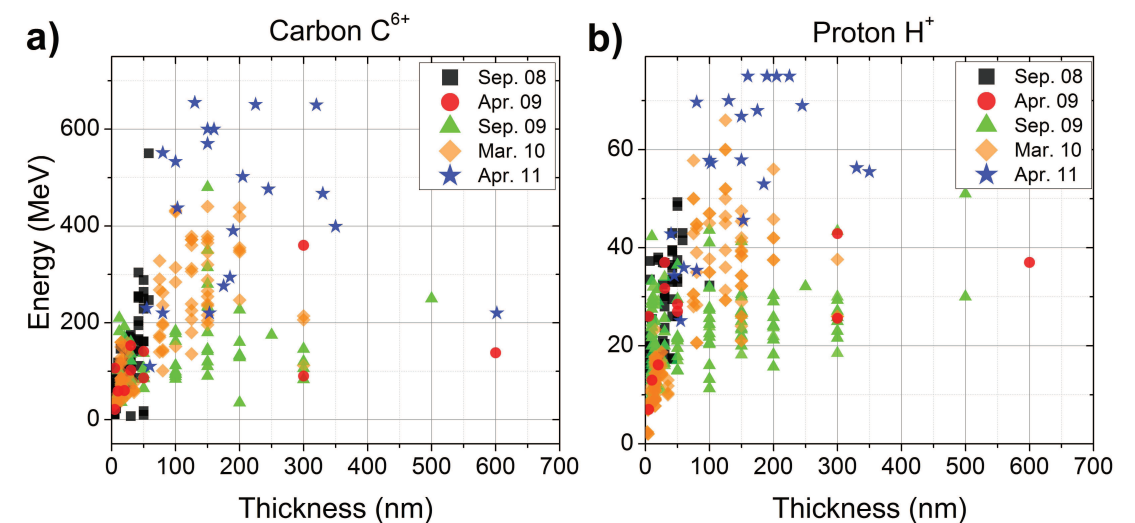 a)
Carbon C⁶⁺
Sep. 08
Apr. 09
Sep. 09
Mar. 10
Apr. 11
600
400
200
0
Energy (MeV)
0 100 200 300 400 500 600 700
Thickness (nm)
b)
Proton H⁺
Sep. 08
Apr. 09
Sep. 09
Mar. 10
Apr. 11
60
40
20
0
0 100 200 300 400 500 600 700
Thickness (nm)